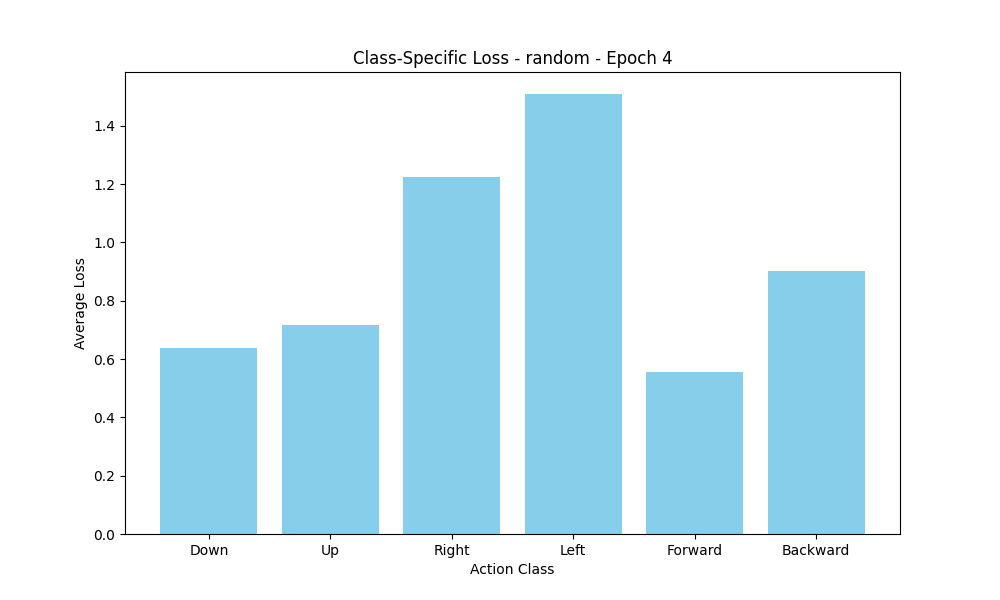 Class-Specific Loss - random - Epoch 4
Average Loss
1.4
1.2
1.0
0.8
0.6
0.4
0.2
0.0
Down Up Right Left Forward Backward
Action Class